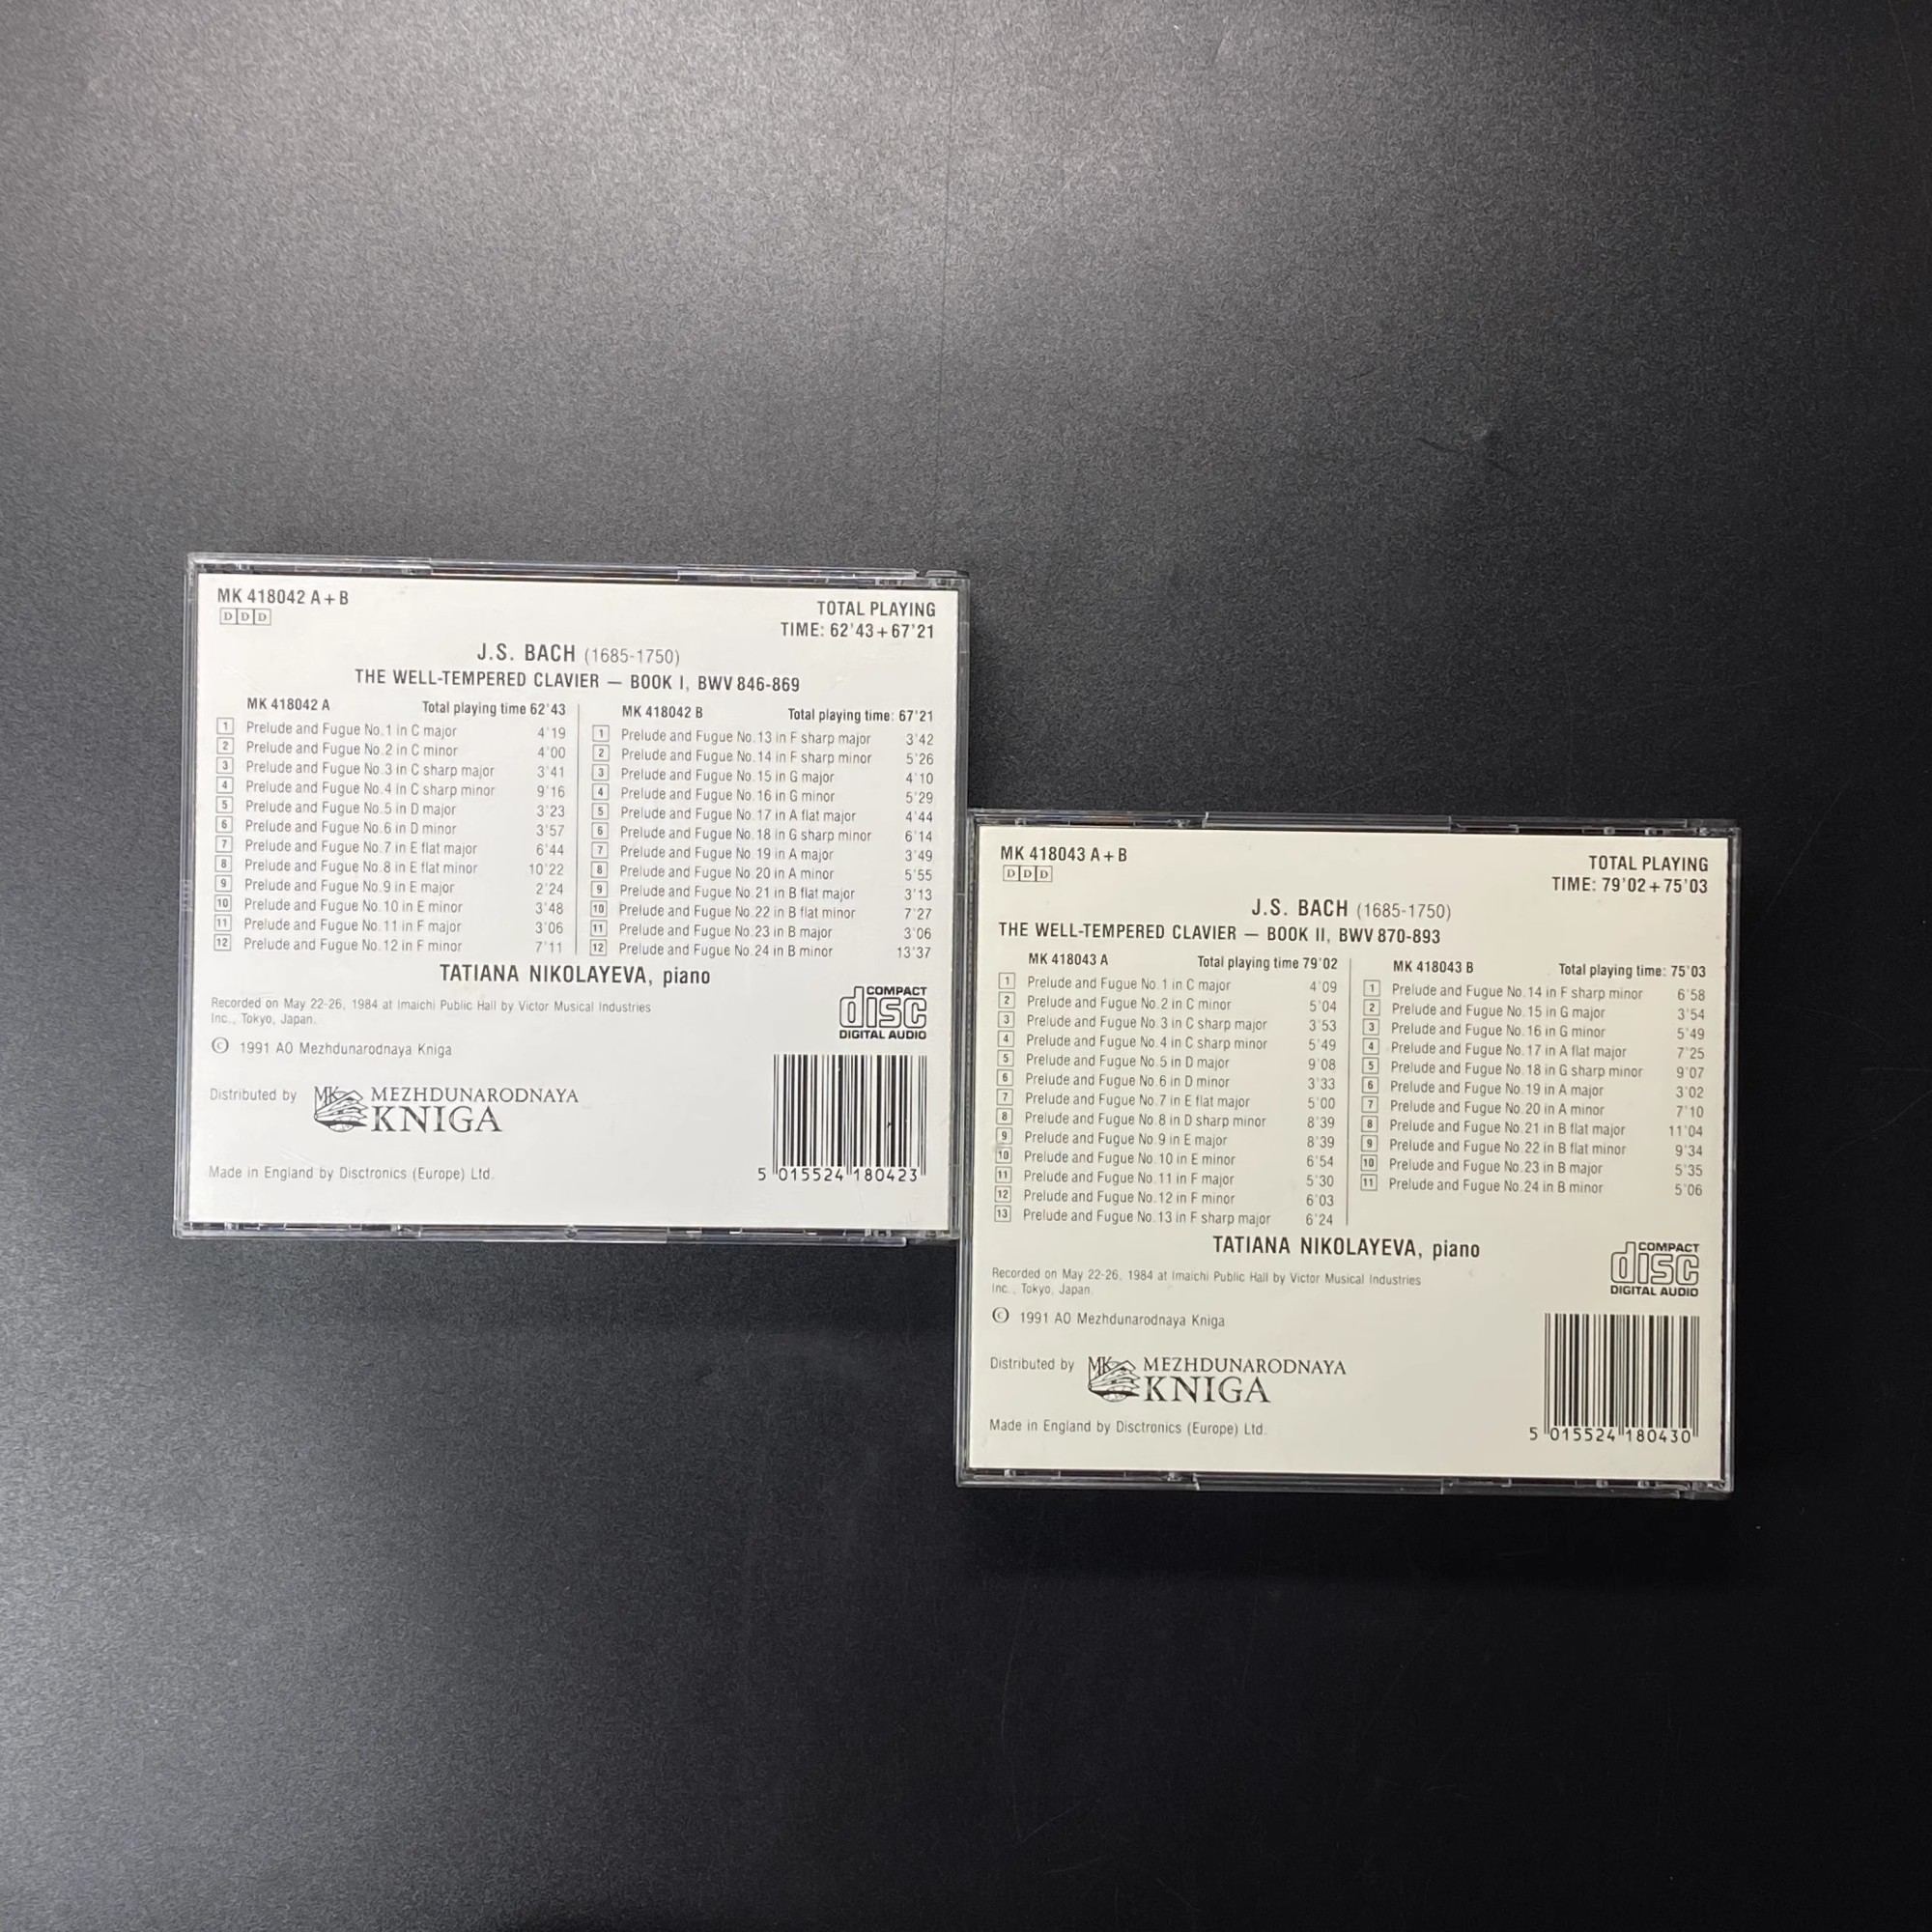 MK 418042 A + B
DDD
TOTAL PLAYING
TIME: 62'43 + 67'21
J.S. BACH (1685-1750)
THE WELL-TEMPERED CLAVIER — BOOK I, BWV 846-869
MK 418042 A Total playing time 62'43
1 Prelude and Fugue No. 1 in C major 4'19
2 Prelude and Fugue No. 2 in C minor 4'00
3 Prelude and Fugue No. 3 in C sharp major 3'41
4 Prelude and Fugue No. 4 in C sharp minor 9'16
5 Prelude and Fugue No. 5 in D major 3'23
6 Prelude and Fugue No. 6 in D minor 3'57
7 Prelude and Fugue No. 7 in E flat major 6'44
8 Prelude and Fugue No. 8 in E flat minor 10'22
9 Prelude and Fugue No. 9 in E major 2'24
10 Prelude and Fugue No. 10 in E minor 3'48
11 Prelude and Fugue No. 11 in F major 3'06
12 Prelude and Fugue No. 12 in F minor 7'11
MK 418042 B Total playing time: 67'21
1 Prelude and Fugue No. 13 in F sharp major 3'42
2 Prelude and Fugue No. 14 in F sharp minor 5'26
3 Prelude and Fugue No. 15 in G major 4'10
4 Prelude and Fugue No. 16 in G minor 5'29
5 Prelude and Fugue No. 17 in A flat major 4'44
6 Prelude and Fugue No. 18 in G sharp minor 6'14
7 Prelude and Fugue No. 19 in A major 3'49
8 Prelude and Fugue No. 20 in A minor 5'55
9 Prelude and Fugue No. 21 in B flat major 3'13
10 Prelude and Fugue No. 22 in B flat minor 7'27
11 Prelude and Fugue No. 23 in B major 3'06
12 Prelude and Fugue No. 24 in B minor 13'37
TATIANA NIKOLAYEVA, piano
Recorded on May 22-26, 1984 at Imaichi Public Hall by Victor Musical Industries
Inc., Tokyo, Japan.
© 1991 AO Mezhdunarodnaya Kniga
COMPACT
disc
DIGITAL AUDIO
Distributed by MK MEZHDUNARODNAYA
KNIGA
Made in England by Disctronics (Europe) Ltd.
5 015524 180423
MK 418043 A + B
DDD
TOTAL PLAYING
TIME: 79'02 + 75'03
J.S. BACH (1685-1750)
THE WELL-TEMPERED CLAVIER — BOOK II, BWV 870-893
MK 418043 A Total playing time 79'02
1 Prelude and Fugue No. 1 in C major 4'09
2 Prelude and Fugue No. 2 in C minor 5'04
3 Prelude and Fugue No. 3 in C sharp major 3'53
4 Prelude and Fugue No. 4 in C sharp minor 5'49
5 Prelude and Fugue No. 5 in D major 9'08
6 Prelude and Fugue No. 6 in D minor 3'33
7 Prelude and Fugue No. 7 in E flat major 5'00
8 Prelude and Fugue No. 8 in D sharp minor 8'39
9 Prelude and Fugue No. 9 in E major 8'39
10 Prelude and Fugue No. 10 in E minor 6'54
11 Prelude and Fugue No. 11 in F major 5'30
12 Prelude and Fugue No. 12 in F minor 6'03
13 Prelude and Fugue No. 13 in F sharp major 6'24
MK 418043 B Total playing time: 75'03
1 Prelude and Fugue No. 14 in F sharp minor 6'58
2 Prelude and Fugue No. 15 in G major 3'54
3 Prelude and Fugue No. 16 in G minor 5'49
4 Prelude and Fugue No. 17 in A flat major 7'25
5 Prelude and Fugue No. 18 in G sharp minor 9'07
6 Prelude and Fugue No. 19 in A major 3'02
7 Prelude and Fugue No. 20 in A minor 7'10
8 Prelude and Fugue No. 21 in B flat major 11'04
9 Prelude and Fugue No. 22 in B flat minor 9'34
10 Prelude and Fugue No. 23 in B major 5'35
11 Prelude and Fugue No. 24 in B minor 5'06
TATIANA NIKOLAYEVA, piano
Recorded on May 22-26, 1984 at Imaichi Public Hall by Victor Musical Industries
Inc., Tokyo, Japan.
© 1991 AO Mezhdunarodnaya Kniga
COMPACT
disc
DIGITAL AUDIO
Distributed by MK MEZHDUNARODNAYA
KNIGA
Made in England by Disctronics (Europe) Ltd.
5 015524 180430